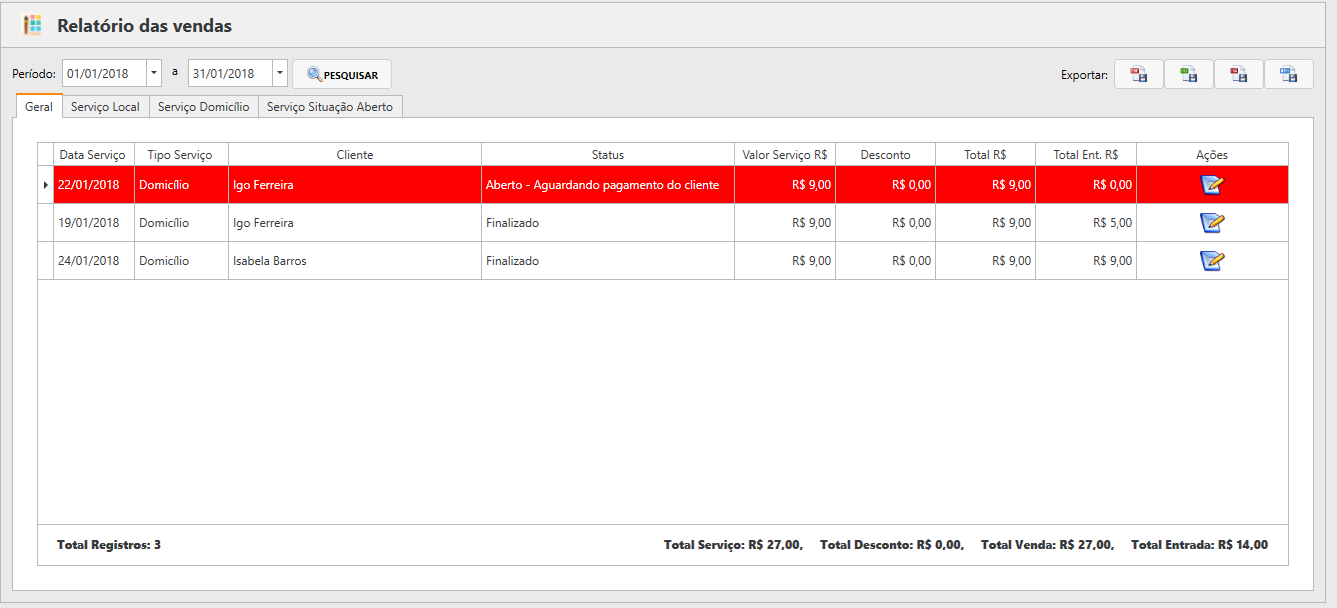 Relatório das vendas
Período: 01/01/2018 a 31/01/2018 PESQUISAR Exportar:
Geral Serviço Local Serviço Domicílio Serviço Situação Aberto
Data Serviço Tipo Serviço Cliente Status Valor Serviço R$ Desconto Total R$ Total Ent. R$ Ações
22/01/2018 Domicílio Igo Ferreira Aberto - Aguardando pagamento do cliente R$ 9,00 R$ 0,00 R$ 9,00 R$ 0,00
19/01/2018 Domicílio Igo Ferreira Finalizado R$ 9,00 R$ 0,00 R$ 9,00 R$ 5,00
24/01/2018 Domicílio Isabela Barros Finalizado R$ 9,00 R$ 0,00 R$ 9,00 R$ 9,00
Total Registros: 3 Total Serviço: R$ 27,00, Total Desconto: R$ 0,00, Total Venda: R$ 27,00, Total Entrada: R$ 14,00